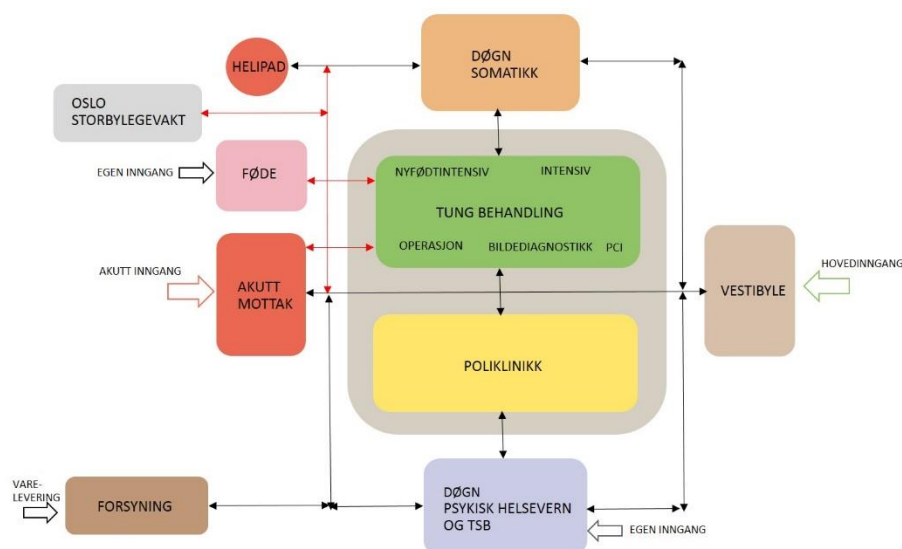 HELIPAD
DØGN
SOMATIKK
OSLO
STORBYLEGEVAKT
EGEN INNGANG
FØDE
NYFØDTINTENSIV
INTENSIV
TUNG BEHANDLING
OPERASJON
BILDEDIAGNOSTIKK
PCI
AKUTT INNGANG
AKUTT
MOTTAK
VESTIBYLE
HOVEDINNGANG
POLIKLINIKK
VARE-
LEVERING
FORSYNING
DØGN
PSYKISK HELSEVERN
OG TSB
EGEN INNGANG